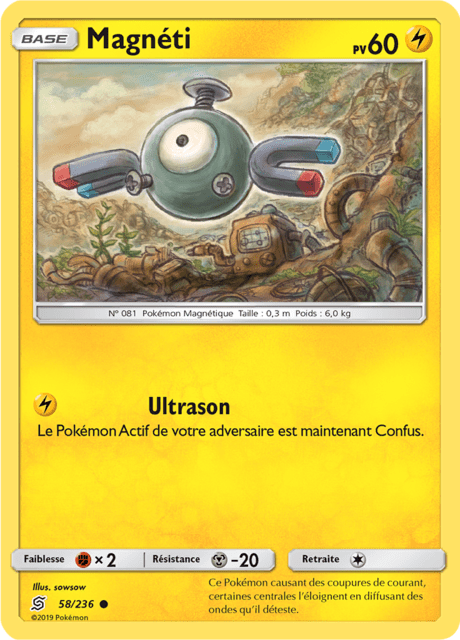 BASE Magnéti PV60
N° 081 Pokémon Magnétique Taille : 0,3 m Poids : 6,0 kg
Ultrason
Le Pokémon Actif de votre adversaire est maintenant Confus.
Faiblesse ×2 Résistance -20 Retraite
Illus. sowsow
58/236
©2019 Pokémon
Ce Pokémon causant des coupures de courant,
certaines centrales l'éloignent en diffusant des
ondes qu'il déteste.